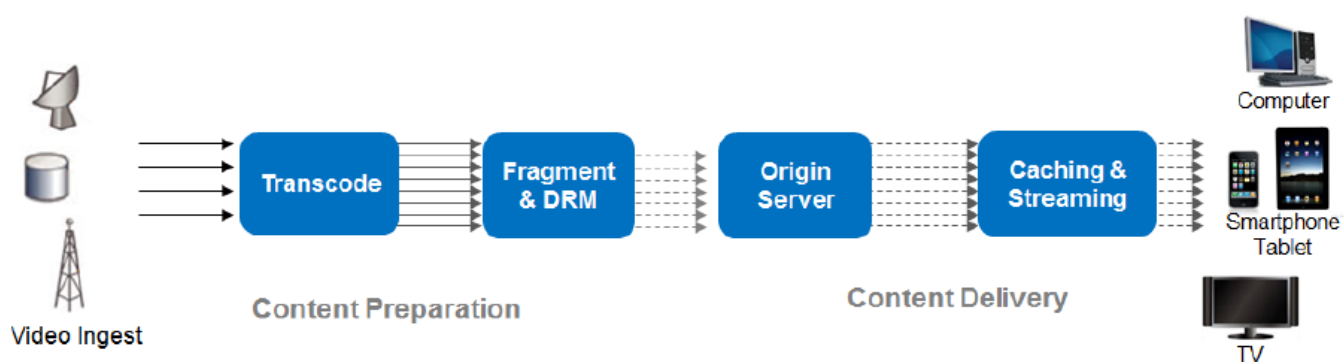 Video Ingest
Transcode
Fragment
& DRM
Content Preparation
Origin
Server
Caching &
Streaming
Content Delivery
Computer
Smartphone
Tablet
TV